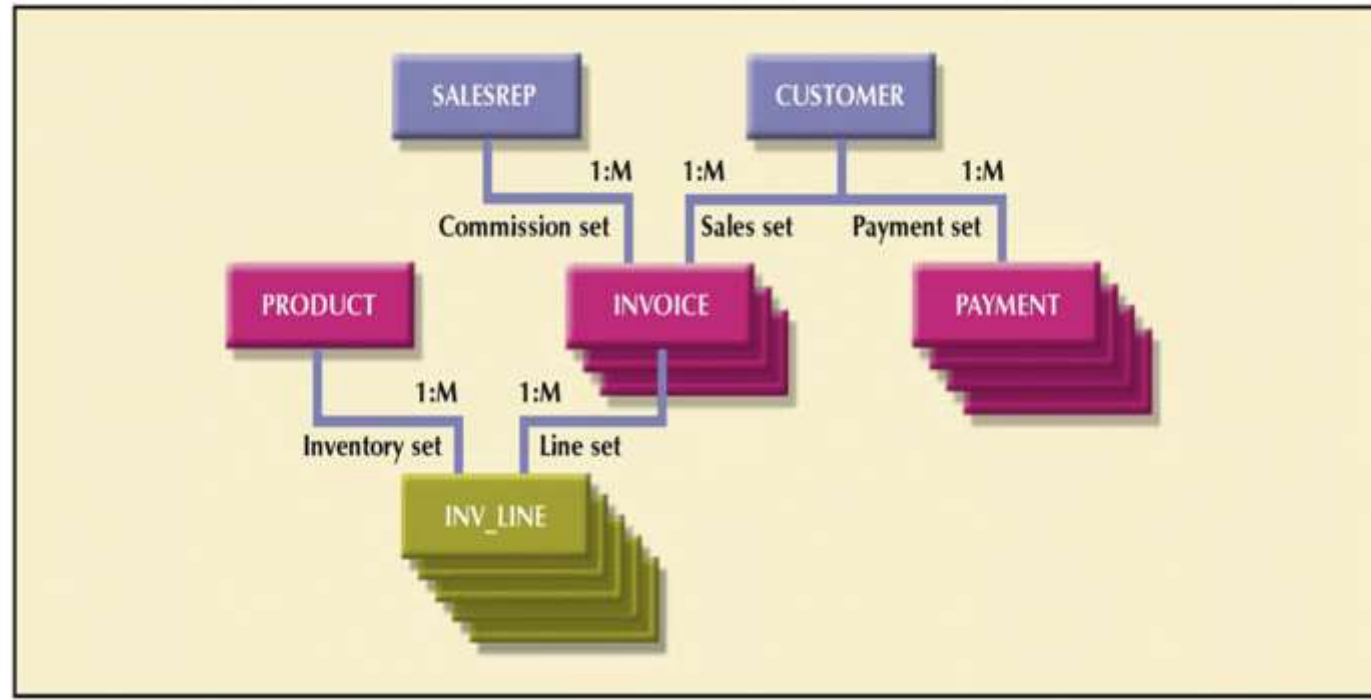 SALESREP CUSTOMER
1:M 1:M 1:M
Commission set Sales set Payment set
PRODUCT INVOICE PAYMENT
1:M 1:M
Inventory set Line set
INV_LINE